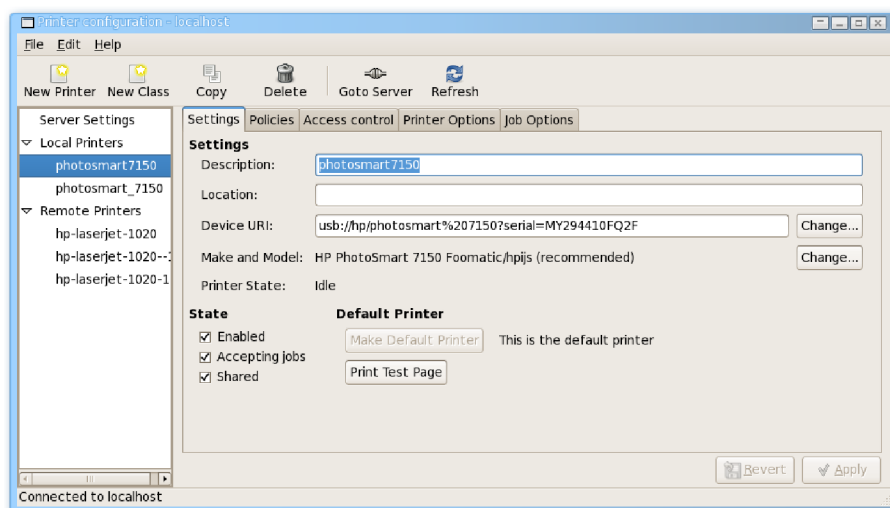 Printer configuration - localhost
File Edit Help
New Printer New Class Copy Delete Goto Server Refresh
Server Settings
Local Printers
photosmart7150
photosmart_7150
Remote Printers
hp-laserjet-1020
hp-laserjet-1020--1
hp-laserjet-1020-1
Settings Policies Access control Printer Options Job Options
Settings
Description: photosmart7150
Location:
Device URI: usb://hp/photosmart%207150?serial=MY294410FQ2F Change...
Make and Model: HP PhotoSmart 7150 Foomatic/hpijs (recommended) Change...
Printer State: Idle
State Default Printer
Enabled Make Default Printer This is the default printer
Accepting jobs
Shared Print Test Page
Revert Apply
Connected to localhost